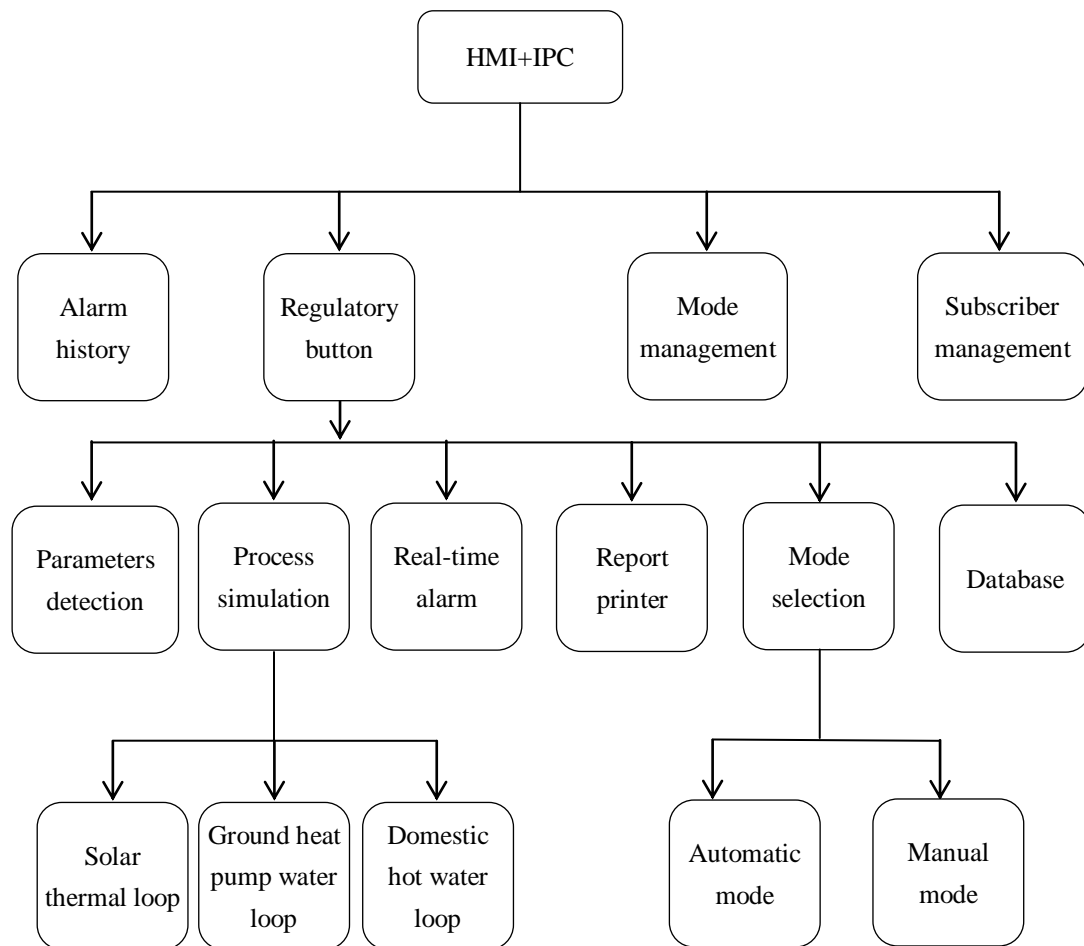 HMI+IPC
Alarm
history
Regulatory
button
Mode
management
Subscriber
management
Parameters
detection
Process
simulation
Real-time
alarm
Report
printer
Mode
selection
Database
Solar
thermal loop
Ground heat
pump water
loop
Domestic
hot water
loop
Automatic
mode
Manual
mode